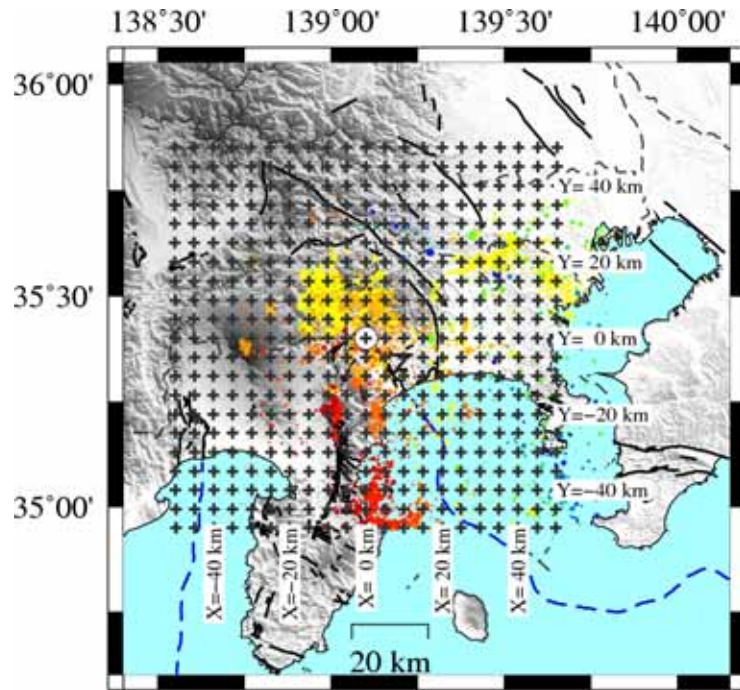 138°30' 139°00' 139°30' 140°00'
36°00'
Y= 40 km
Y= 20 km
35°30'
Y= 0 km
Y=−20 km
Y=−40 km
35°00'
X=−40 km
X=−20 km
X= 0 km
X= 20 km
X= 40 km
20 km